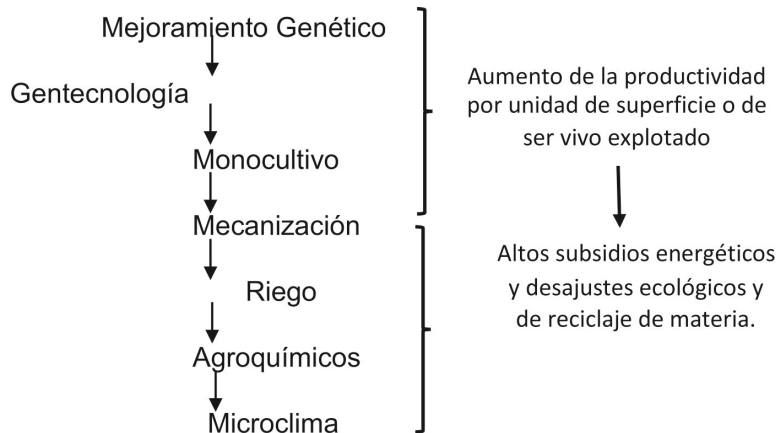 Mejoramiento Genético
Gentecnología
Monocultivo
Mecanización
Riego
Agroquímicos
Microclima
Aumento de la productividad
por unidad de superficie o de
ser vivo explotado
Altos subsidios energéticos
y desajustes ecológicos y
de reciclaje de materia.